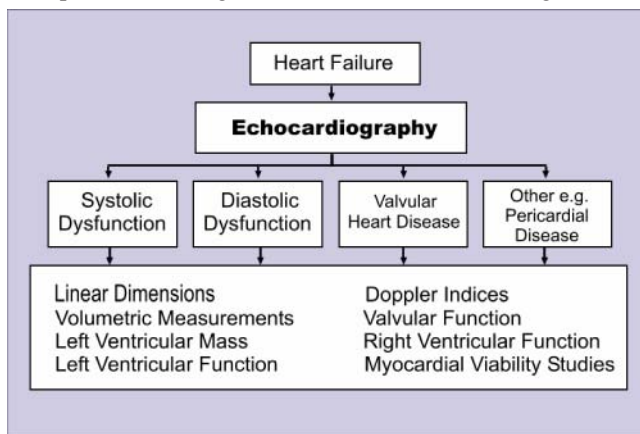 Heart Failure
Echocardiography
Systolic
Dysfunction
Diastolic
Dysfunction
Valvular
Heart Disease
Other e.g.
Pericardial
Disease
Linear Dimensions
Volumetric Measurements
Left Ventricular Mass
Left Ventricular Function
Doppler Indices
Valvular Function
Right Ventricular Function
Myocardial Viability Studies